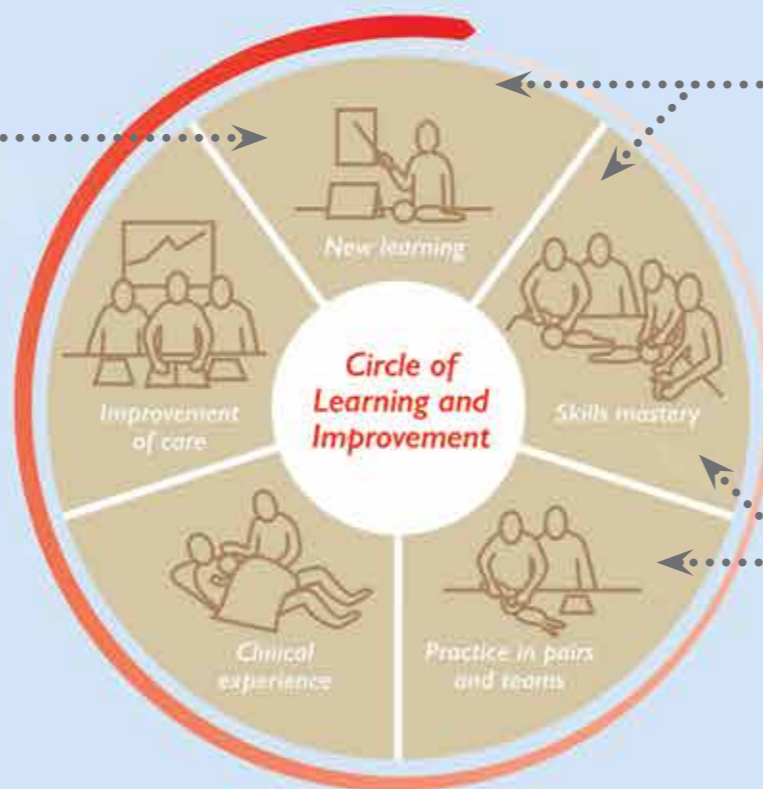 New learning
Circle of
Learning and
Improvement
Improvement
of care
Skills mastery
Clinical
experience
Practice in pairs
and teams